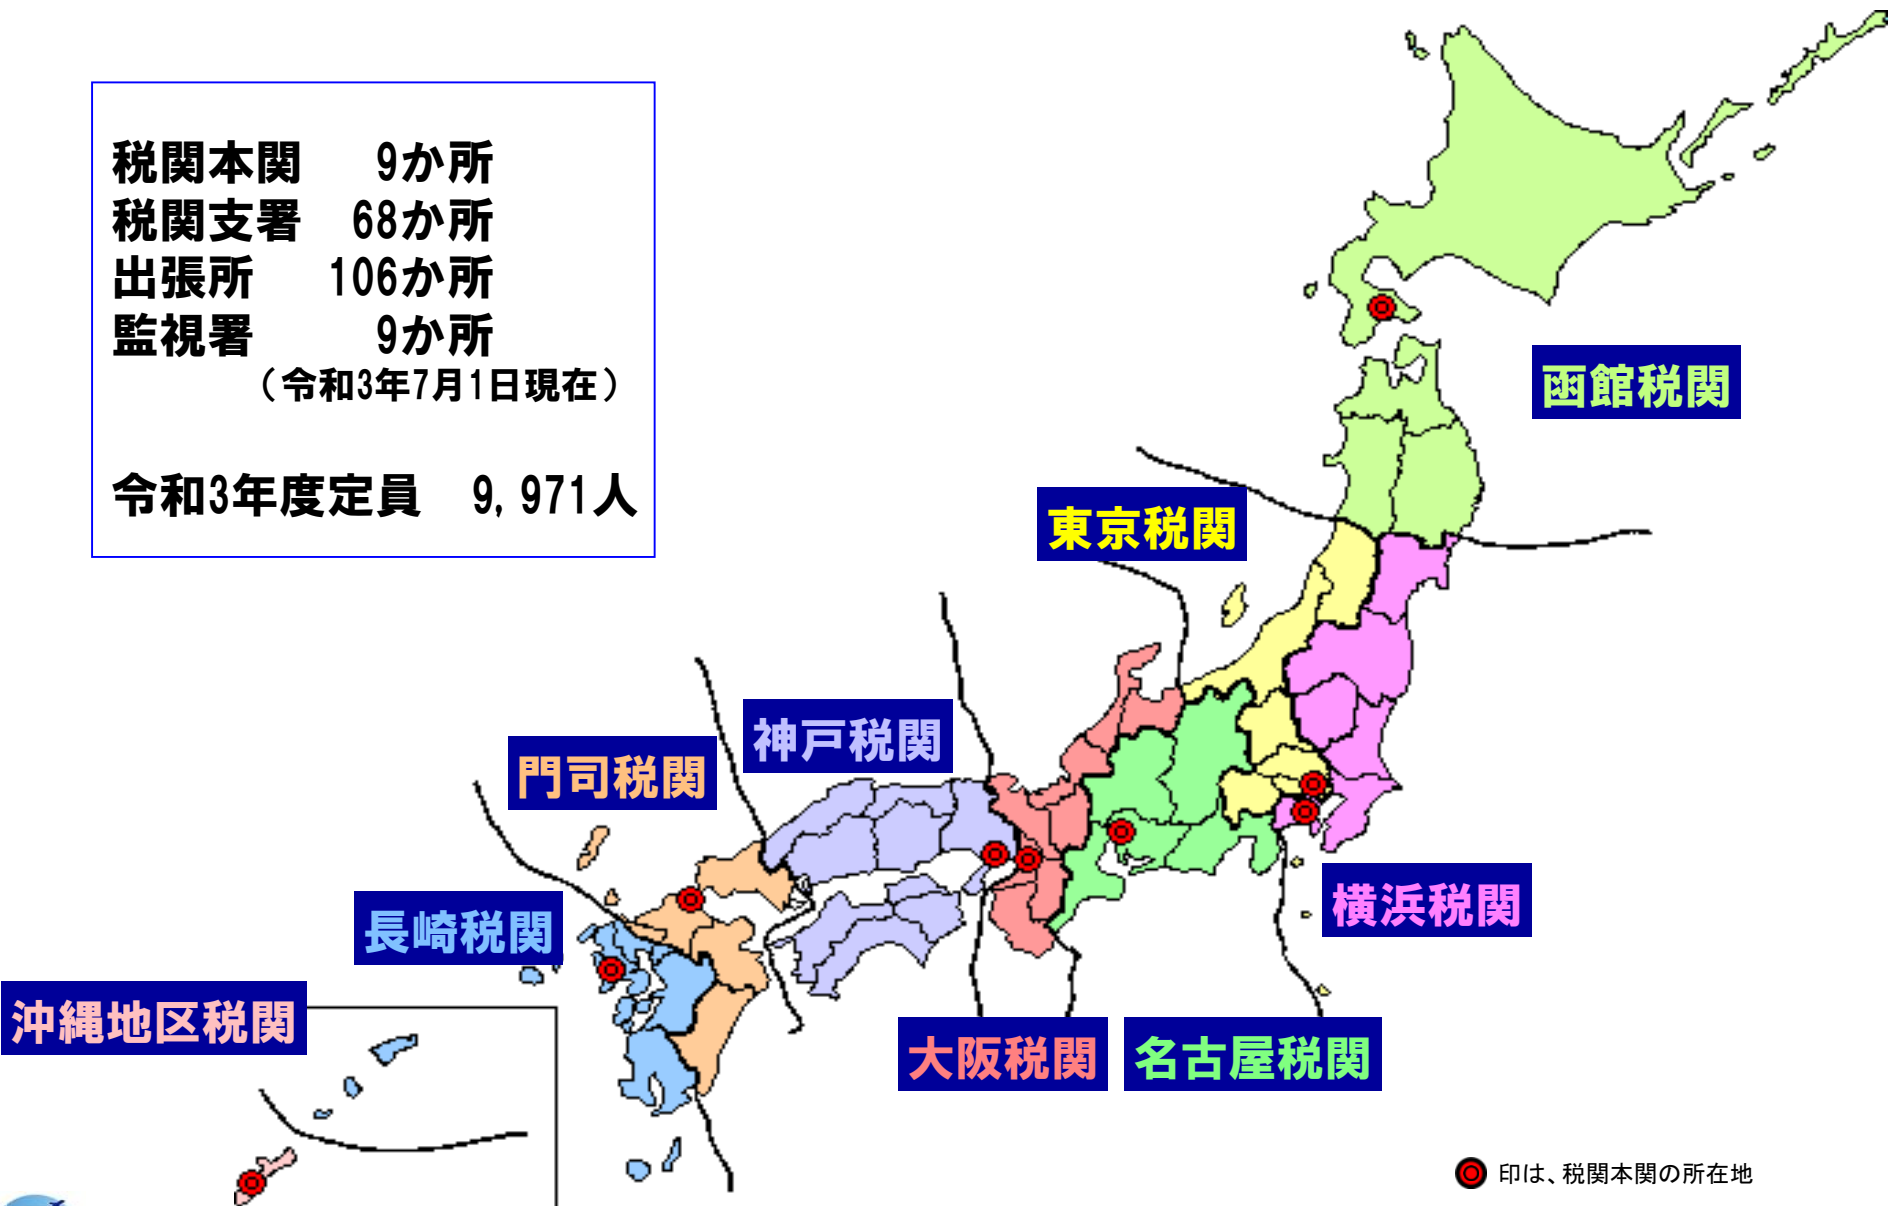 税関本関 9か所
税関支署 68か所
出張所 106か所
監視署 9か所
（令和3年7月1日現在）
令和3年度定員 9,971人
函館税関
東京税関
神戸税関
門司税関
横浜税関
長崎税関
沖縄地区税関
大阪税関
名古屋税関
印は、税関本関の所在地